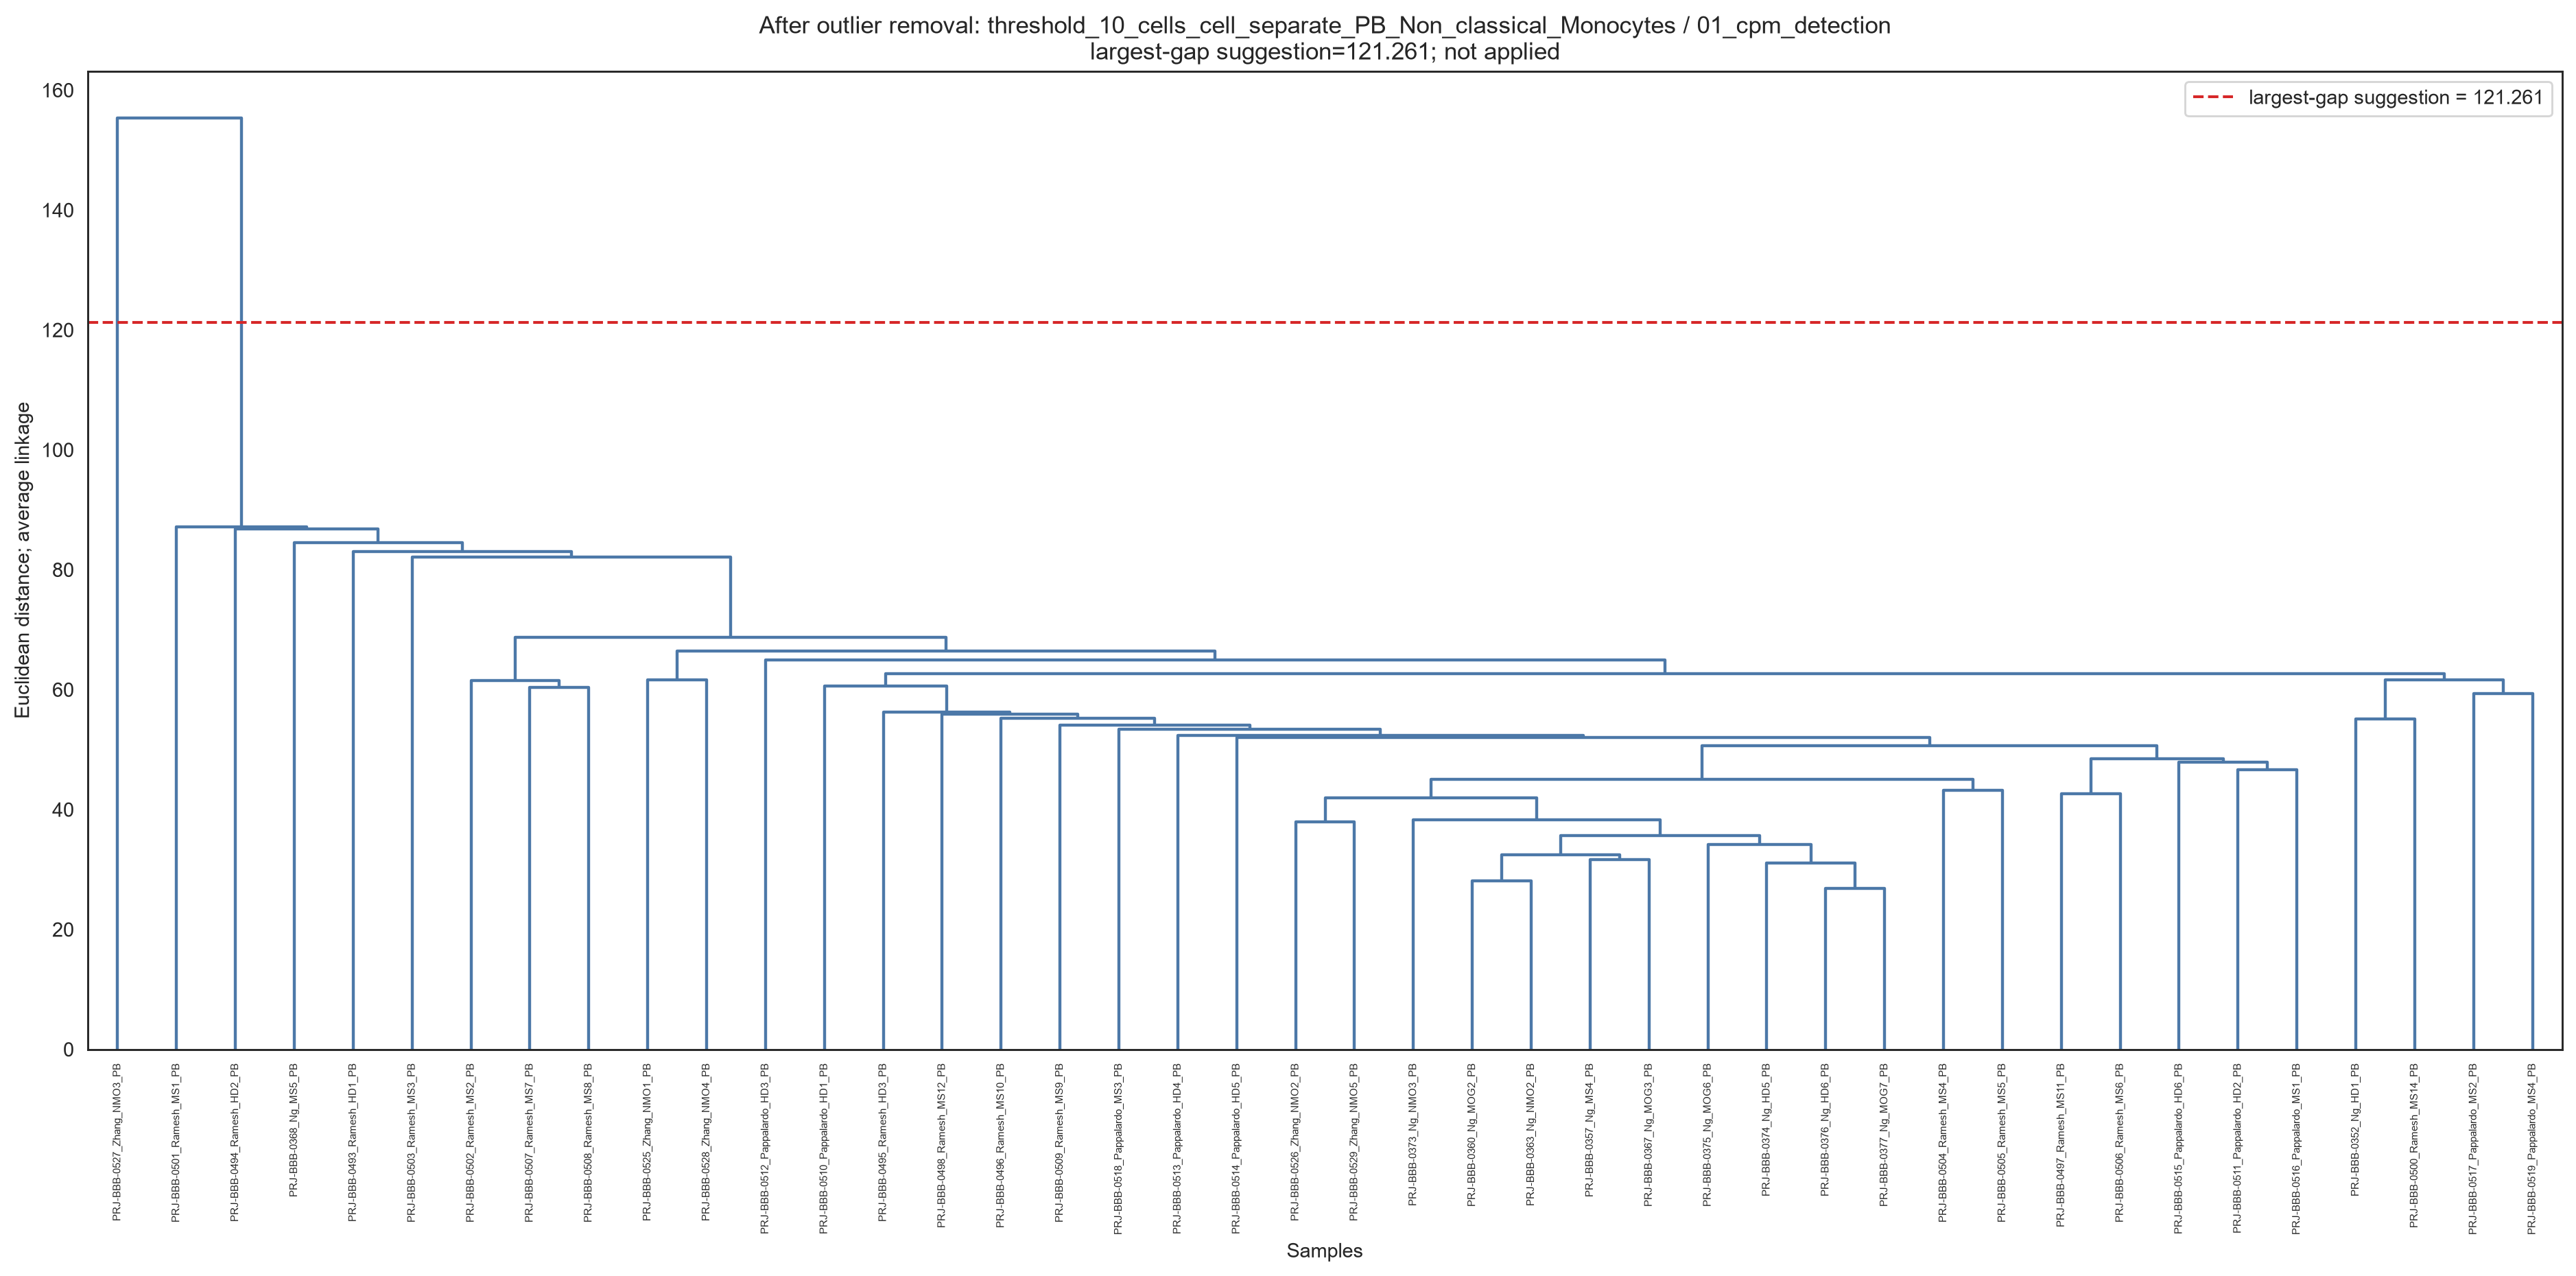 After outlier removal: threshold_10_cells_cell_separate_PB_Non_classical_Monocytes / 01_cpm_detection
largest-gap suggestion=121.261; not applied
largest-gap suggestion = 121.261
Euclidean distance; average linkage
160
140
120
100
80
60
40
20
0
PRJ-BBB-0527_Zhang_NMO3_PB
PRJ-BBB-0501_Ramesh_MS1_PB
PRJ-BBB-0494_Ramesh_HD2_PB
PRJ-BBB-0368_Ng_MS5_PB
PRJ-BBB-0493_Ramesh_HD1_PB
PRJ-BBB-0503_Ramesh_MS3_PB
PRJ-BBB-0502_Ramesh_MS2_PB
PRJ-BBB-0507_Ramesh_MS7_PB
PRJ-BBB-0508_Ramesh_MS8_PB
PRJ-BBB-0525_Zhang_NMO1_PB
PRJ-BBB-0528_Zhang_NMO4_PB
PRJ-BBB-0512_Pappalardo_HD3_PB
PRJ-BBB-0510_Pappalardo_HD1_PB
PRJ-BBB-0495_Ramesh_HD3_PB
PRJ-BBB-0498_Ramesh_MS12_PB
PRJ-BBB-0496_Ramesh_MS10_PB
PRJ-BBB-0509_Ramesh_MS9_PB
PRJ-BBB-0518_Pappalardo_MS3_PB
PRJ-BBB-0513_Pappalardo_HD4_PB
PRJ-BBB-0514_Pappalardo_HD5_PB
PRJ-BBB-0526_Zhang_NMO2_PB
PRJ-BBB-0529_Zhang_NMO5_PB
PRJ-BBB-0373_Ng_NMO3_PB
PRJ-BBB-0360_Ng_MOG2_PB
PRJ-BBB-0363_Ng_NMO2_PB
PRJ-BBB-0357_Ng_MS4_PB
PRJ-BBB-0367_Ng_MOG3_PB
PRJ-BBB-0375_Ng_MOG6_PB
PRJ-BBB-0374_Ng_HD5_PB
PRJ-BBB-0376_Ng_HD6_PB
PRJ-BBB-0377_Ng_MOG7_PB
PRJ-BBB-0504_Ramesh_MS4_PB
PRJ-BBB-0505_Ramesh_MS5_PB
PRJ-BBB-0497_Ramesh_MS11_PB
PRJ-BBB-0506_Ramesh_MS6_PB
PRJ-BBB-0515_Pappalardo_HD6_PB
PRJ-BBB-0511_Pappalardo_HD2_PB
PRJ-BBB-0516_Pappalardo_MS1_PB
PRJ-BBB-0352_Ng_HD1_PB
PRJ-BBB-0500_Ramesh_MS14_PB
PRJ-BBB-0517_Pappalardo_MS2_PB
PRJ-BBB-0519_Pappalardo_MS4_PB
Samples